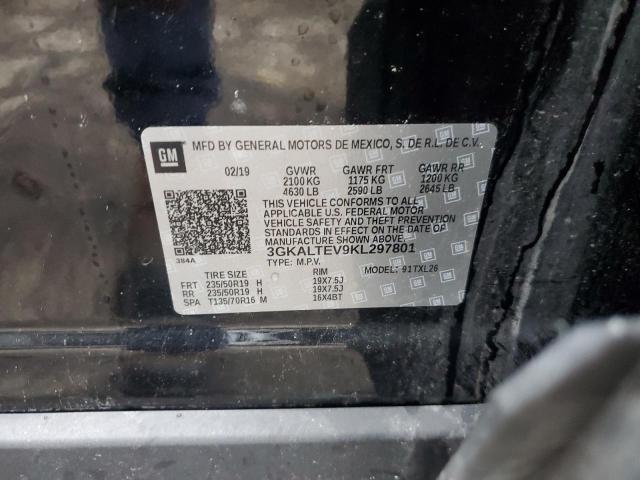 GM
MFD BY GENERAL MOTORS DE MEXICO, S. DE R.L. DE C.V.
02/19 GVWR GAWR FRT GAWR RR
2100 KG 1175 KG 1200 KG
4630 LB 2590 LB 2645 LB
THIS VEHICLE CONFORMS TO ALL
APPLICABLE U.S. FEDERAL MOTOR
VEHICLE SAFETY AND THEFT PREVENTION
STANDARDS IN EFFECT ON THE DATE OF
MANUFACTURE SHOWN ABOVE.
3GKALTEV9KL297801
384A TYPE: M.P.V. MODEL: 91TXL26
TIRE SIZE RIM
FRT 235/50R19 H 19X7.5J
RR 235/50R19 H 19X7.5J
SPA T135/70R16 M 16X4BT